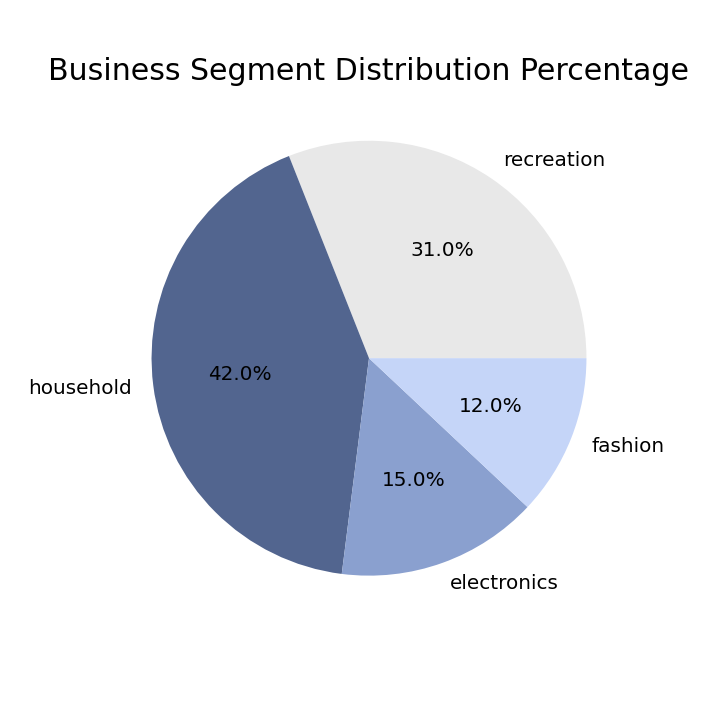 Business Segment Distribution Percentage
recreation
31.0%
42.0%
household
12.0%
fashion
15.0%
electronics